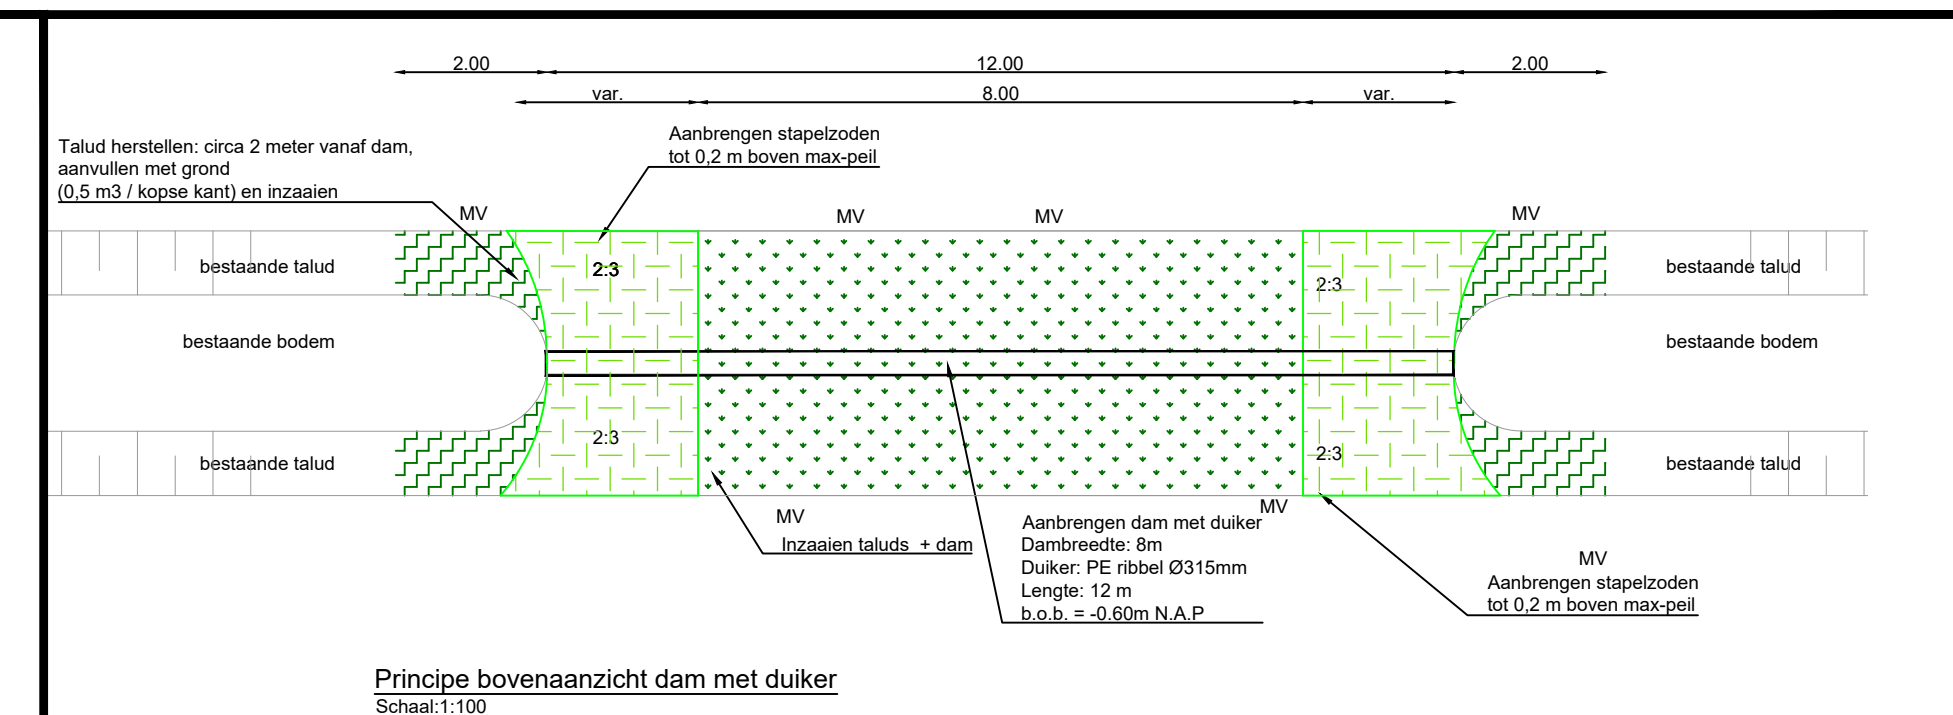 2.00
12.00
2.00
var.
8.00
var.
Talud herstellen: circa 2 meter vanaf dam,
aanvullen met grond
(0,5 m3 / kopse kant) en inzaaien
Aanbrengen stapelzoden
tot 0,2 m boven max-peil
MV
MV
MV
MV
bestaande talud
2:3
2:3
bestaande talud
bestaande bodem
bestaande bodem
bestaande talud
2:3
2:3
bestaande talud
MV
MV
Inzaaien taluds + dam
Aanbrengen dam met duiker
Dambreedte: 8m
Duiker: PE ribbel Ø315mm
Lengte: 12 m
b.o.b. = -0.60m N.A.P
MV
Aanbrengen stapelzoden
tot 0,2 m boven max-peil
Principe bovenaanzicht dam met duiker
Schaal:1:100